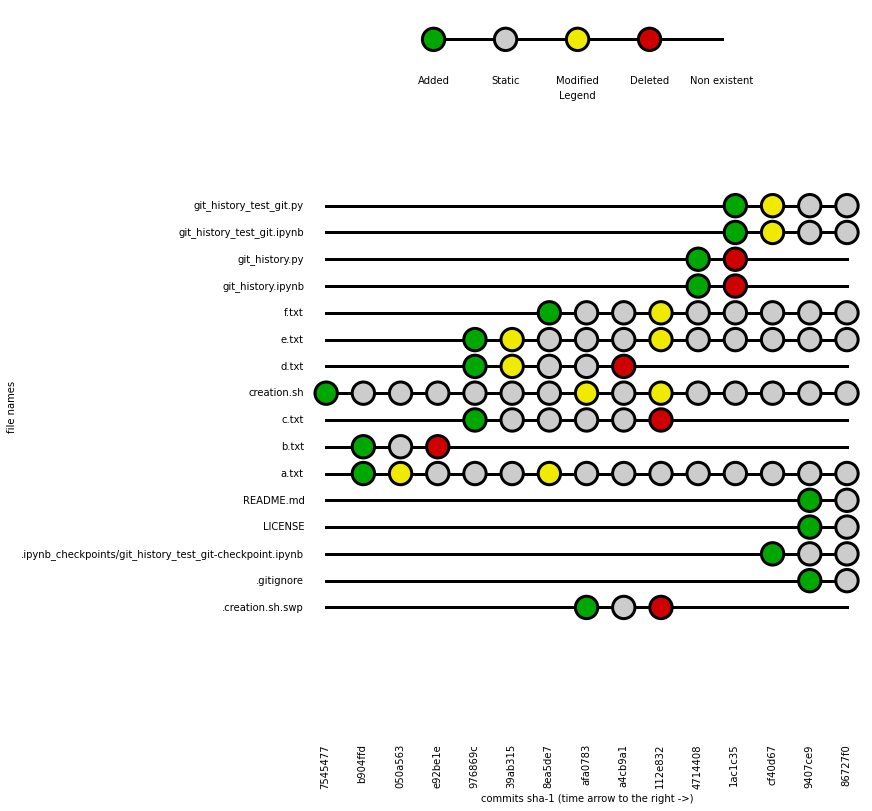 Added Static Modified Deleted Non existent
Legend
git_history_test_git.py
git_history_test_git.ipynb
git_history.py
git_history.ipynb
f.txt
e.txt
d.txt
creation.sh
c.txt
b.txt
a.txt
README.md
LICENSE
.ipynb_checkpoints/git_history_test_git-checkpoint.ipynb
.gitignore
.creation.sh.swp
file names
7545477
b904ffd
050a563
e92be1e
976869c
39ab315
8ea5de7
afa0783
a4cb9a1
112e832
4714408
1ac1c35
cf40d67
9407ce9
86727f0
commits sha-1 (time arrow to the right ->)